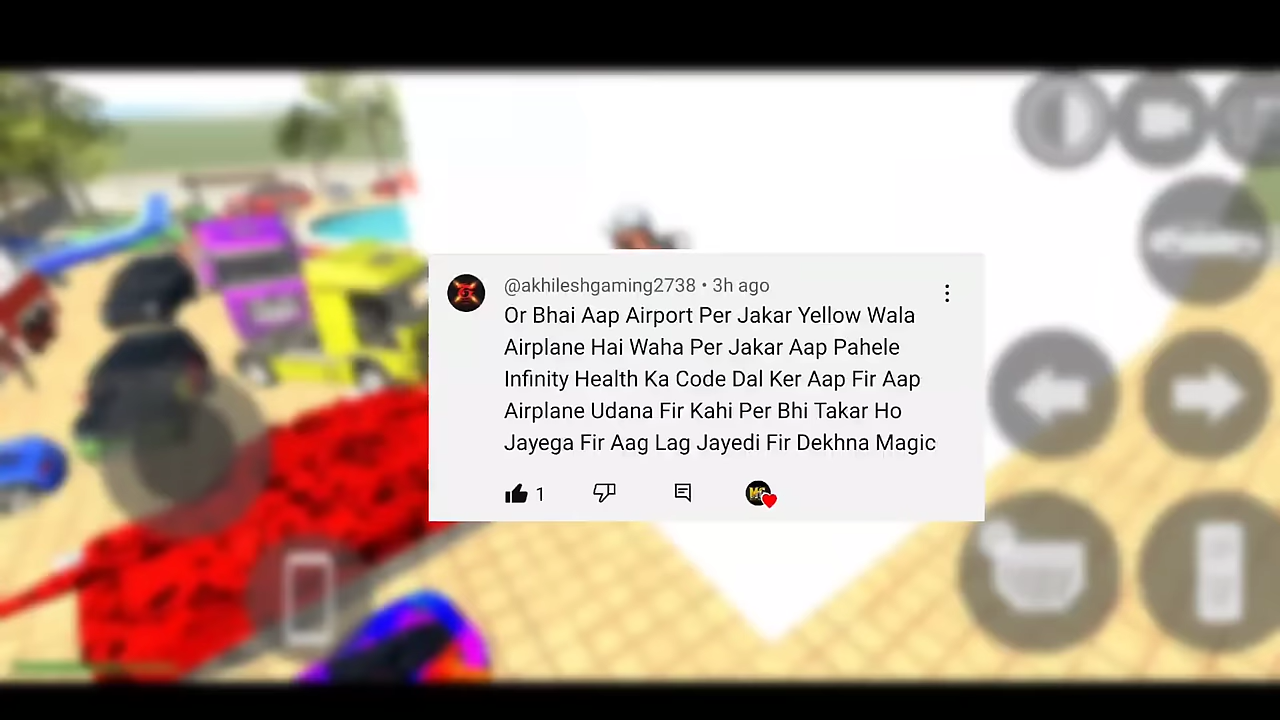 @akhileshgaming2738 • 3h ago
Or Bhai Aap Airport Per Jakar Yellow Wala
Airplane Hai Waha Per Jakar Aap Pahele
Infinity Health Ka Code Dal Ker Aap Fir Aap
Airplane Udana Fir Kahi Per Bhi Takar Ho
Jayega Fir Aag Lag Jayedi Fir Dekhna Magic
1